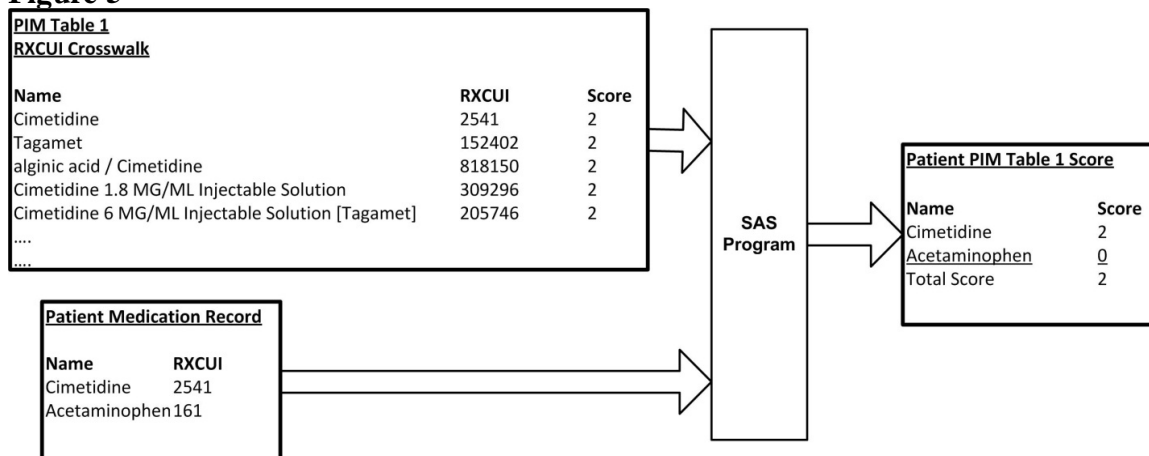 PIM Table 1
RXCUI Crosswalk
Name RXCUI Score
Cimetidine 2541 2
Tagamet 152402 2
alginic acid / Cimetidine 818150 2
Cimetidine 1.8 MG/ML Injectable Solution 309296 2
Cimetidine 6 MG/ML Injectable Solution [Tagamet] 205746 2
....
....
Patient Medication Record
Name RXCUI
Cimetidine 2541
Acetaminophen 161
SAS
Program
Patient PIM Table 1 Score
Name Score
Cimetidine 2
Acetaminophen 0
Total Score 2